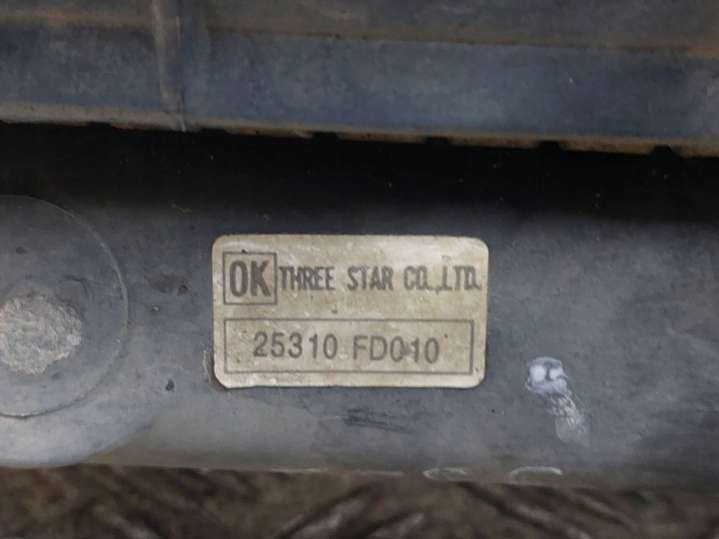 OK THREE STAR CO.,LTD.
25310 FD010